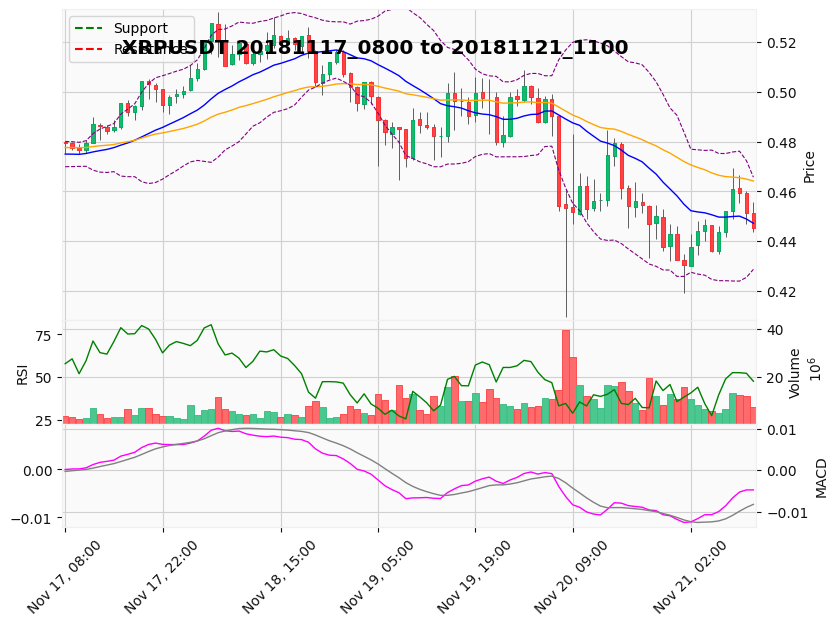 Support
Resistance
XRPUSDT 20181117_0800 to 20181121_1100
0.52
0.50
0.48
0.46
0.44
0.42
Price
75
50
25
RSI
40
20
Volume
10^6
0.00
−0.01
0.01
0.00
−0.01
MACD
Nov 17, 08:00
Nov 17, 22:00
Nov 18, 15:00
Nov 19, 05:00
Nov 19, 19:00
Nov 20, 09:00
Nov 21, 02:00